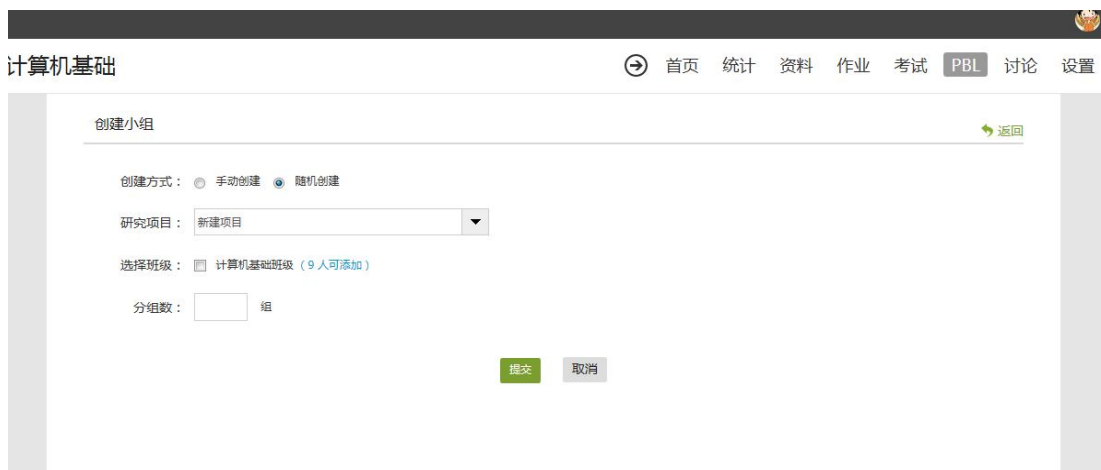 计算机基础 首页 统计 资料 作业 考试 PBL 讨论 设置
创建小组 返回
创建方式： 手动创建 随机创建
研究项目： 新建项目
选择班级： 计算机基础班级（9 人可添加）
分组数： 组
提交 取消